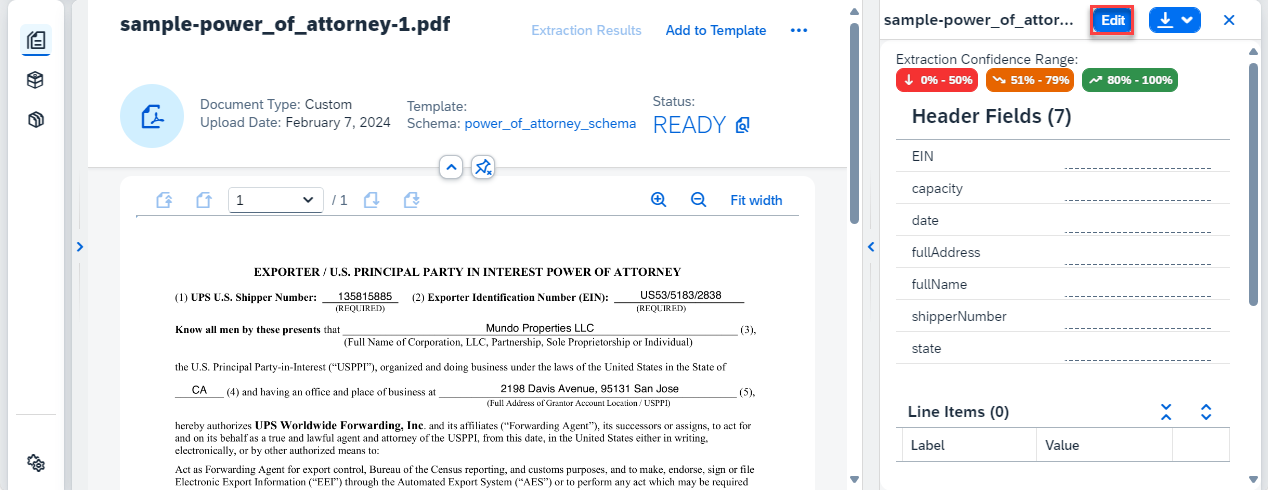 sample-power_of_attorney-1.pdf
Extraction Results
Add to Template
Document Type: Custom
Upload Date: February 7, 2024
Template:
Schema: power_of_attorney_schema
Status:
READY
1
/ 1
Fit width
EXPORTER / U.S. PRINCIPAL PARTY IN INTEREST POWER OF ATTORNEY
(1) UPS U.S. Shipper Number: 135815885 (2) Exporter Identification Number (EIN): US53/5183/2838
(REQUIRED) (REQUIRED)
Know all men by these presents that Mundo Properties LLC (3),
(Full Name of Corporation, LLC, Partnership, Sole Proprietorship or Individual)
the U.S. Principal Party-in-Interest (“USPPI”), organized and doing business under the laws of the United States in the State of
CA (4) and having an office and place of business at 2198 Davis Avenue, 95131 San Jose (5),
(Full Address of Grantor Account Location / USPPI)
hereby authorizes UPS Worldwide Forwarding, Inc. and its affiliates (“Forwarding Agent”), its successors or assigns, to act for
and on its behalf as a true and lawful agent and attorney of the USPPI, from this date, in the United States either in writing,
electronically, or by other authorized means to:
Act as Forwarding Agent for export control, Bureau of the Census reporting, and customs purposes, and to make, endorse, sign or file
Electronic Export Information (“EEI”) through the Automated Export System (“AES”) or to perform any act which may be required
sample-power_of_attor...
Edit
Extraction Confidence Range:
0% - 50%
51% - 79%
80% - 100%
Header Fields (7)
EIN
capacity
date
fullAddress
fullName
shipperNumber
state
Line Items (0)
Label
Value